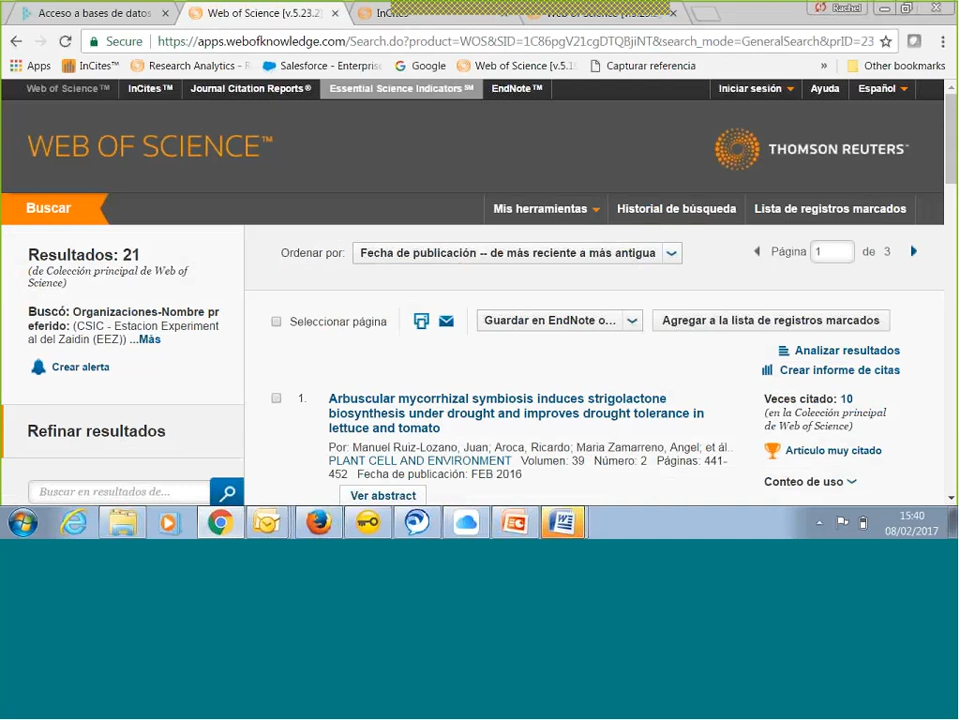 Acceso a bases de datos
Web of Science [v.5.23.2]
InCites
Rachel
Secure
https://apps.webofknowledge.com/Search.do?product=WOS&SID=1C86pgV21cgDTQBjiNT&search_mode=GeneralSearch&prID=23
Apps InCites™ Research Analytics - Salesforce - Enterpris Google Web of Science [v.5.1 Capturar referencia » Other bookmarks
Web of Science™ InCites™ Journal Citation Reports® Essential Science Indicators℠ EndNote™ Iniciar sesión Ayuda Español
WEB OF SCIENCE™
THOMSON REUTERS™
Buscar Mis herramientas Historial de búsqueda Lista de registros marcados
Resultados: 21
(de Colección principal de Web of
Science)
Buscó: Organizaciones-Nombre pr
eferido: (CSIC - Estacion Experiment
al del Zaidin (EEZ)) ...Más
Crear alerta
Refinar resultados
Buscar en resultados de...
Ordenar por: Fecha de publicación -- de más reciente a más antigua
Página 1 de 3
Seleccionar página Guardar en EndNote o... Agregar a la lista de registros marcados
Analizar resultados
Crear informe de citas
1. Arbuscular mycorrhizal symbiosis induces strigolactone
biosynthesis under drought and improves drought tolerance in
lettuce and tomato
Por: Manuel Ruiz-Lozano, Juan; Aroca, Ricardo; Maria Zamarreno, Angel; et ál..
PLANT CELL AND ENVIRONMENT Volumen: 39 Número: 2 Páginas: 441-
452 Fecha de publicación: FEB 2016
Ver abstract
Veces citado: 10
(en la Colección principal
de Web of Science)
Artículo muy citado
Conteo de uso
15:40
08/02/2017